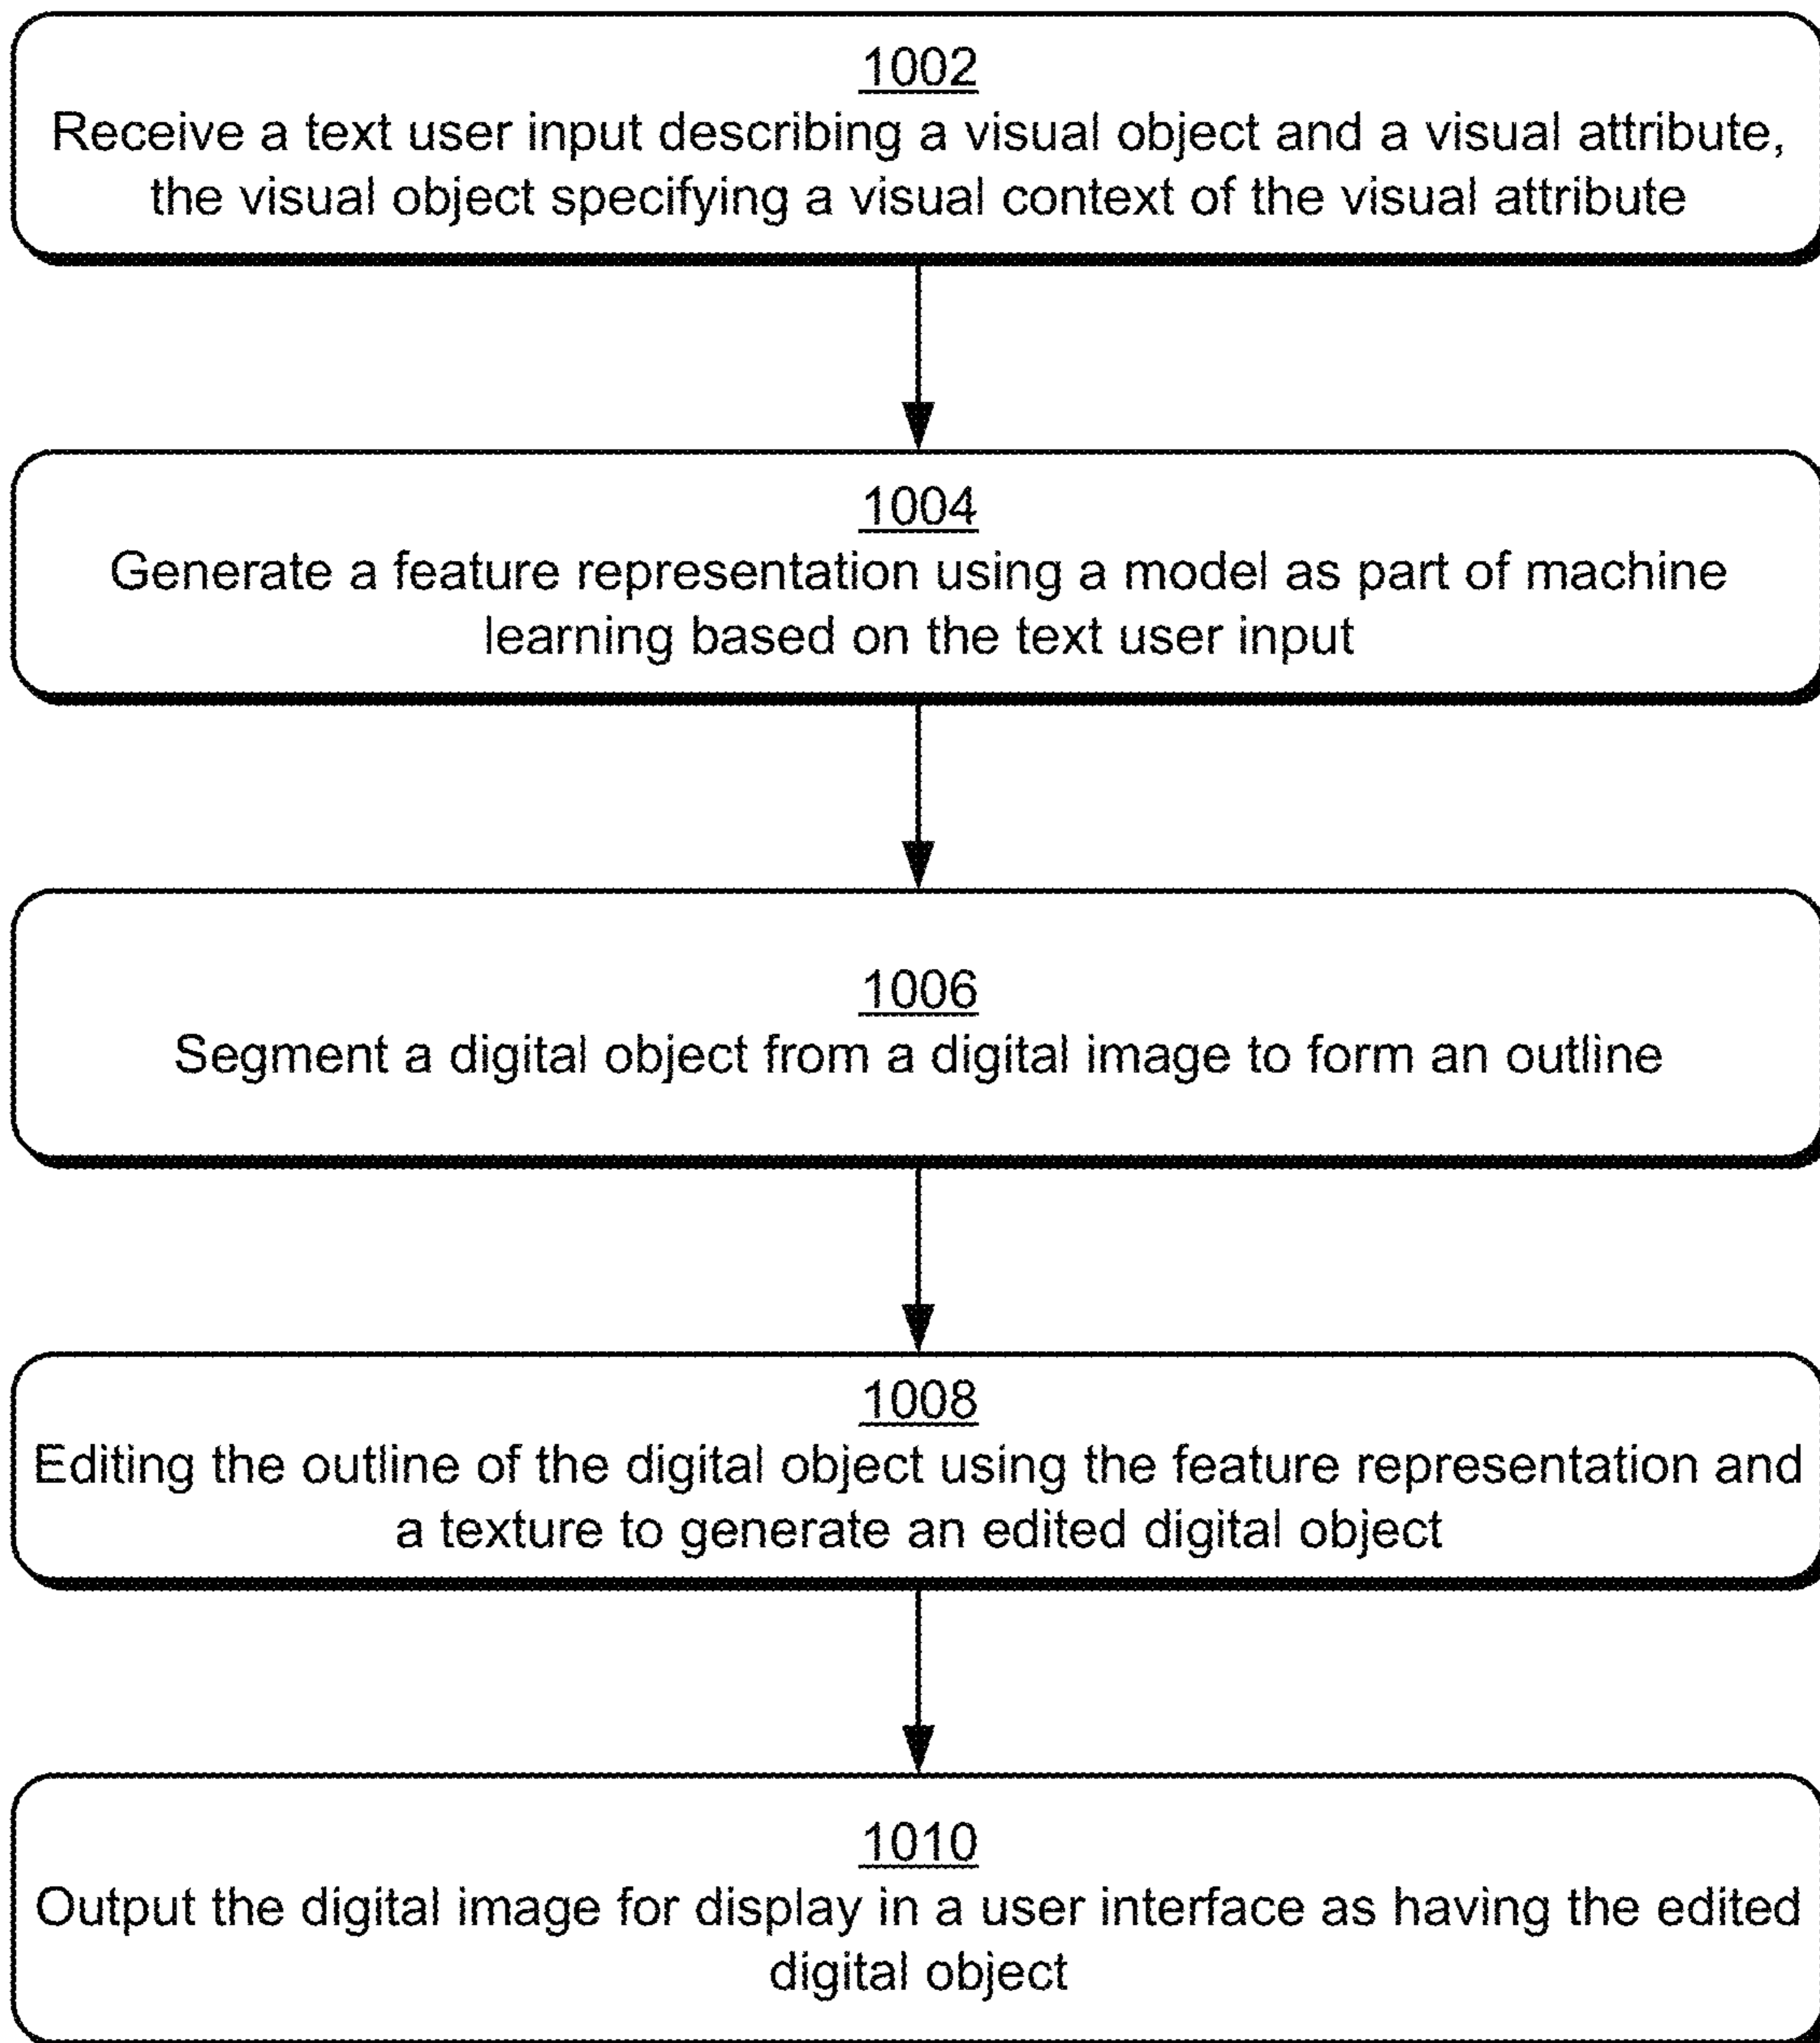 1002
Receive a text user input describing a visual object and a visual attribute,
the visual object specifying a visual context of the visual attribute
1004
Generate a feature representation using a model as part of machine
learning based on the text user input
1006
Segment a digital object from a digital image to form an outline
1008
Editing the outline of the digital object using the feature representation and
a texture to generate an edited digital object
1010
Output the digital image for display in a user interface as having the edited
digital object